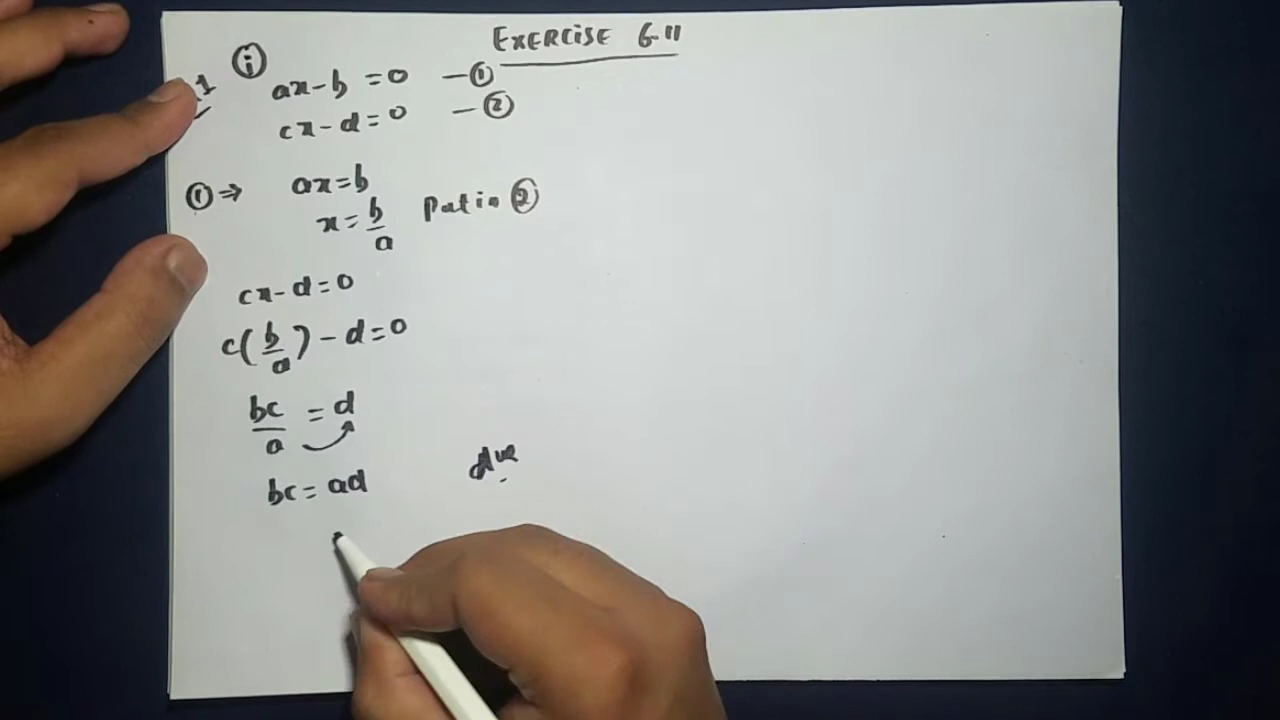 Exercise 6.11
1 (i) ax-b=0 -①
cx-d=0 -②
①⇒ ax=b
x=b/a Put in ②
cx-d=0
c(b/a)-d=0
bc/a=d
bc=ad